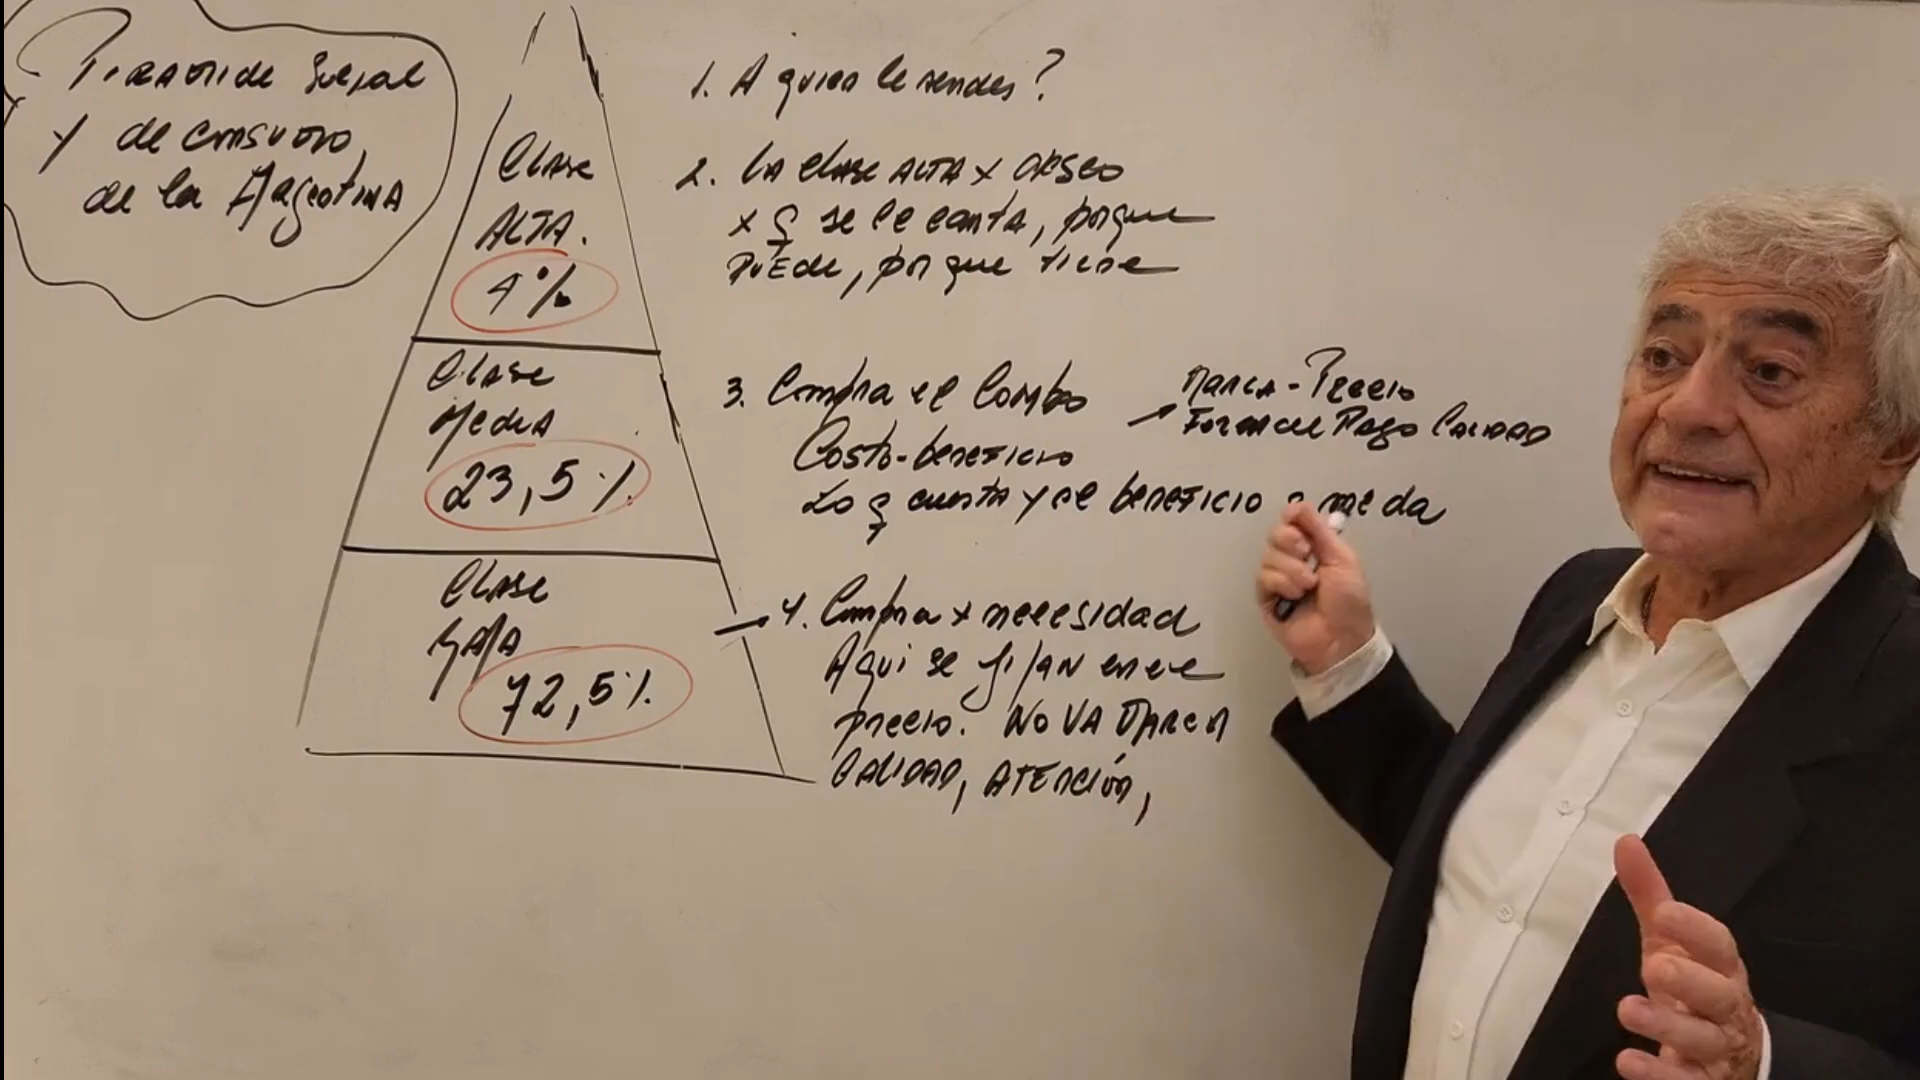 Piramide Social
y de consumo,
de la Argentina
Clase
ALTA.
4%
Clase
Media
23,5%
Clase
BAJA
72,5%
1. A quien le vendes?
2. La clase ALTA x deseo
x q se le canta, porque
PUEde, porque tiene
3. Compra el Combo
Costo-beneficio
Lo q cuesta y el beneficio q me da
Marca-Precio
Forma de Pago Calidad
4. Compra x necesidad
Aqui se fijan en el
precio. No VA Marca
CALIDAD, ATENCIÓN,